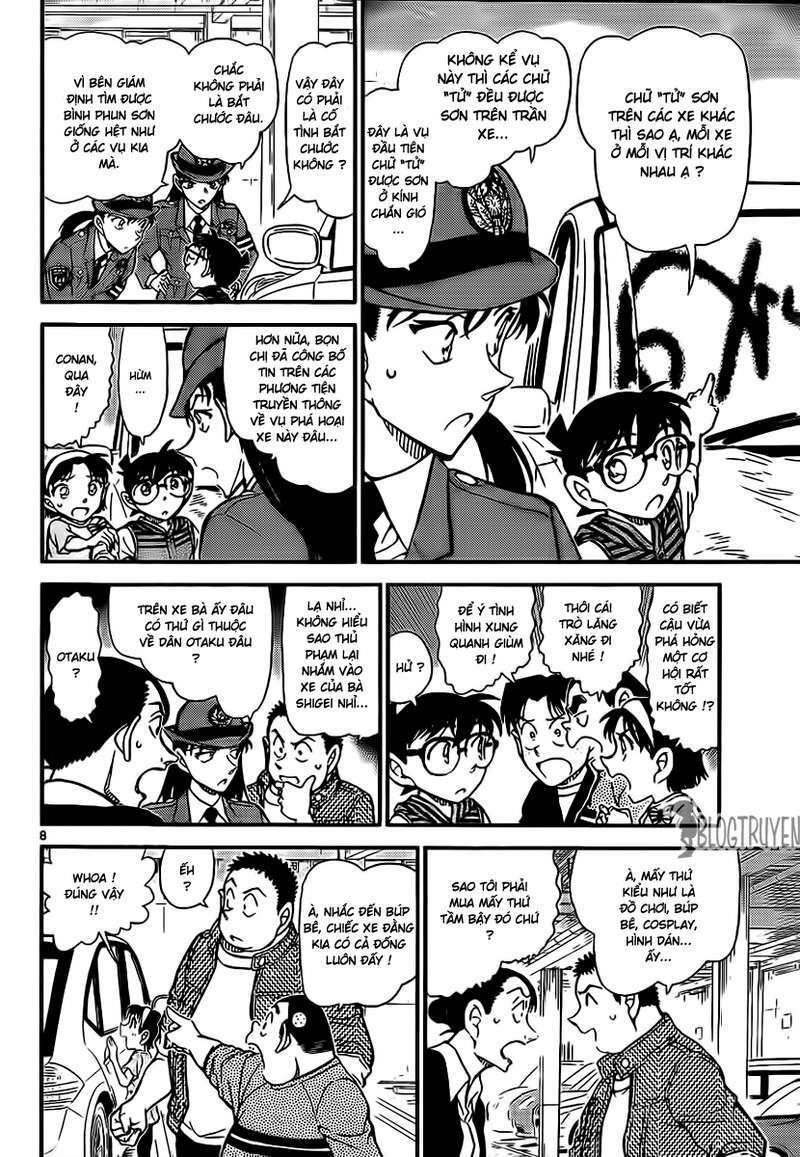 CHỮ "TỬ" SƠN
TRÊN CÁC XE KHÁC
THÌ SAO Ạ, MỖI XE
Ở MỖI VỊ TRÍ KHÁC
NHAU Ạ ?
KHÔNG KỂ VỤ
NÀY THÌ CÁC CHỮ
"TỬ" ĐỀU ĐƯỢC
SƠN TRÊN TRẦN
XE...
ĐÂY LÀ VỤ
ĐẦU TIÊN
CHỮ "TỬ"
ĐƯỢC SƠN
Ở KÍNH
CHẮN GIÓ
...
VẬY ĐÂY
CÓ PHẢI
LÀ CỐ
TÌNH BẮT
CHƯỚC
KHÔNG ?
CHẮC
KHÔNG PHẢI
LÀ BẮT
CHƯỚC ĐÂU.
VÌ BÊN GIÁM
ĐỊNH TÌM ĐƯỢC
BÌNH PHUN SƠN
GIỐNG HỆT NHƯ
Ở CÁC VỤ KIA
MÀ.
HƠN NỮA, BỌN
CHỊ ĐÃ CÔNG BỐ
TIN TRÊN CÁC
PHƯƠNG TIỆN
TRUYỀN THÔNG
VỀ VỤ PHÁ HOẠI
XE NÀY ĐÂU...
HỪM
...
CONAN,
QUA
ĐÂY
!
CÓ BIẾT
CẬU VỪA
PHÁ HỎNG
MỘT CƠ
HỘI RẤT
TỐT
KHÔNG !?
THÔI CÁI
TRÒ LĂNG
XĂNG ĐI
NHÉ !
ĐỂ Ý TÌNH
HÌNH XUNG
QUANH GIÙM
ĐI !
HỬ ?
LẠ NHỈ...
KHÔNG HIỂU
SAO THỦ
PHẠM LẠI
NHẮM VÀO
XE CỦA BÀ
SHIGEI NHỈ...
TRÊN XE BÀ ẤY ĐÂU
CÓ THỨ GÌ THUỘC
VỀ DÂN OTAKU ĐÂU ?
OTAKU
?
8
BLOGTRUYEN
À, MẤY THỨ
KIỂU NHƯ LÀ
ĐỒ CHƠI, BÚP
BÊ, COSPLAY,
HÌNH DÁN...
ẤY...
SAO TÔI PHẢI
MUA MẤY THỨ
TẦM BẬY ĐÓ CHỨ
?
À, NHẮC ĐẾN BÚP
BÊ, CHIẾC XE ĐẰNG
KIA CÓ CẢ ĐỐNG
LUÔN ĐẤY !
ẾH
?
WHOA !
ĐÚNG VẬY
!!